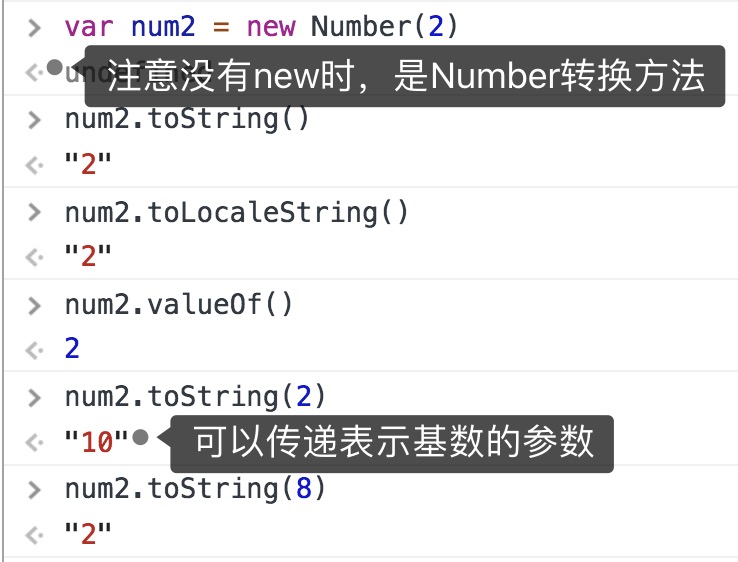 > var num2 = new Number(2)
注意没有new时，是Number转换方法
> num2.toString()
"2"
> num2.toLocaleString()
"2"
> num2.valueOf()
2
> num2.toString(2)
"10"
可以传递表示基数的参数
> num2.toString(8)
"2"